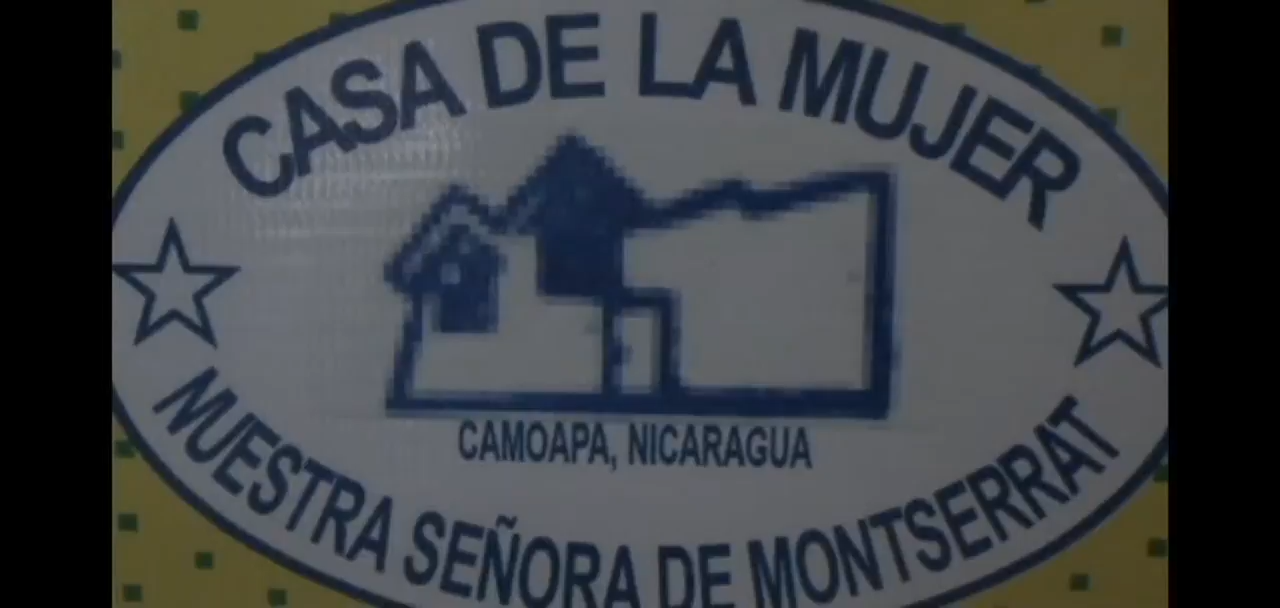 CASA DE LA MUJER
CAMOAPA, NICARAGUA
NUESTRA SEÑORA DE MONTSERRAT